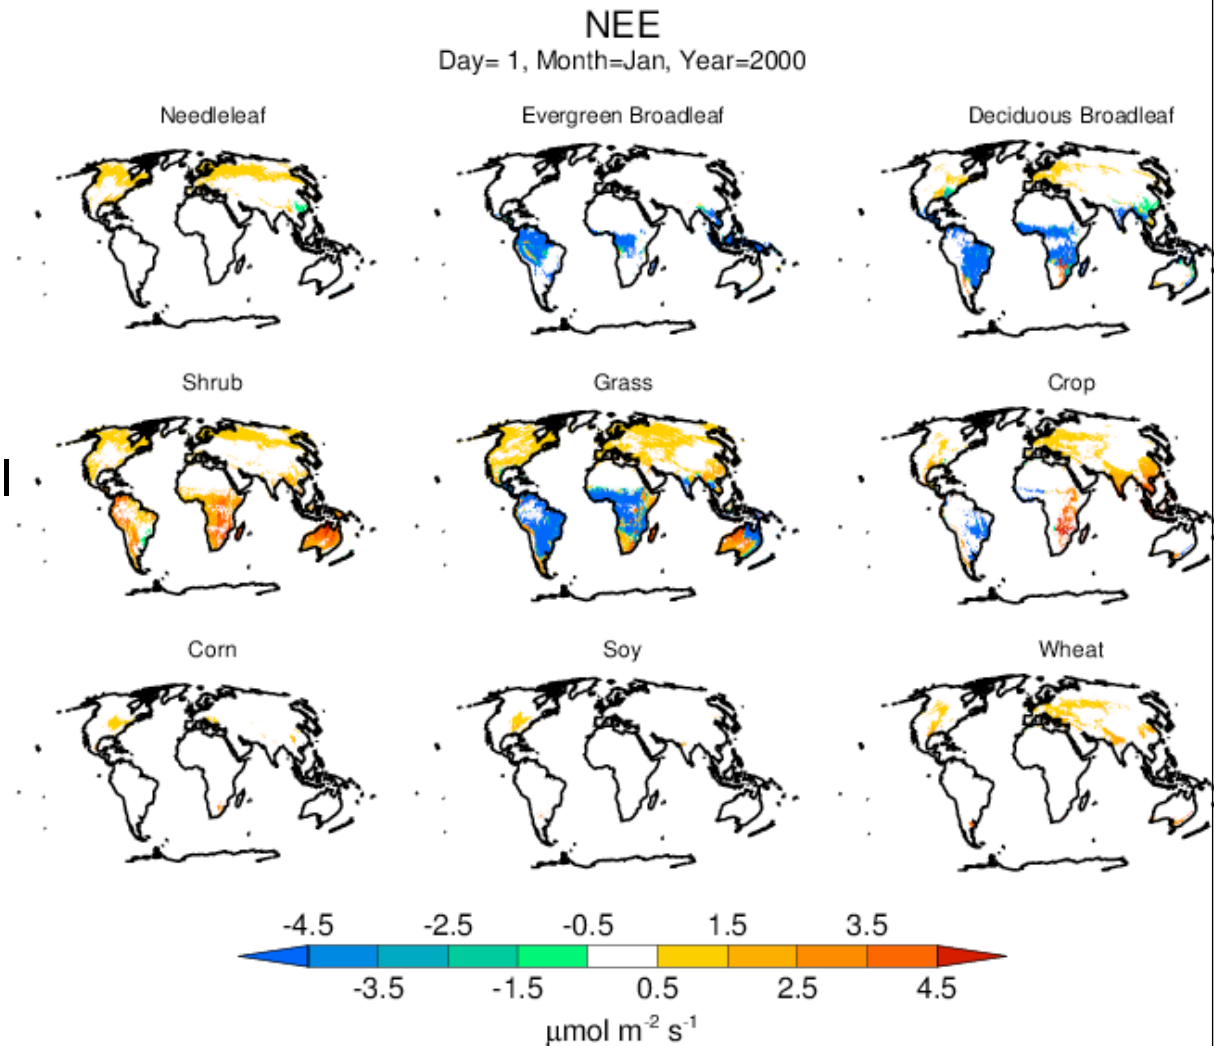 NEE
Day= 1, Month=Jan, Year=2000
Needleleaf Evergreen Broadleaf Deciduous Broadleaf
Shrub Grass Crop
Corn Soy Wheat
-4.5 -2.5 -0.5 1.5 3.5
-3.5 -1.5 0.5 2.5 4.5
μmol m⁻² s⁻¹